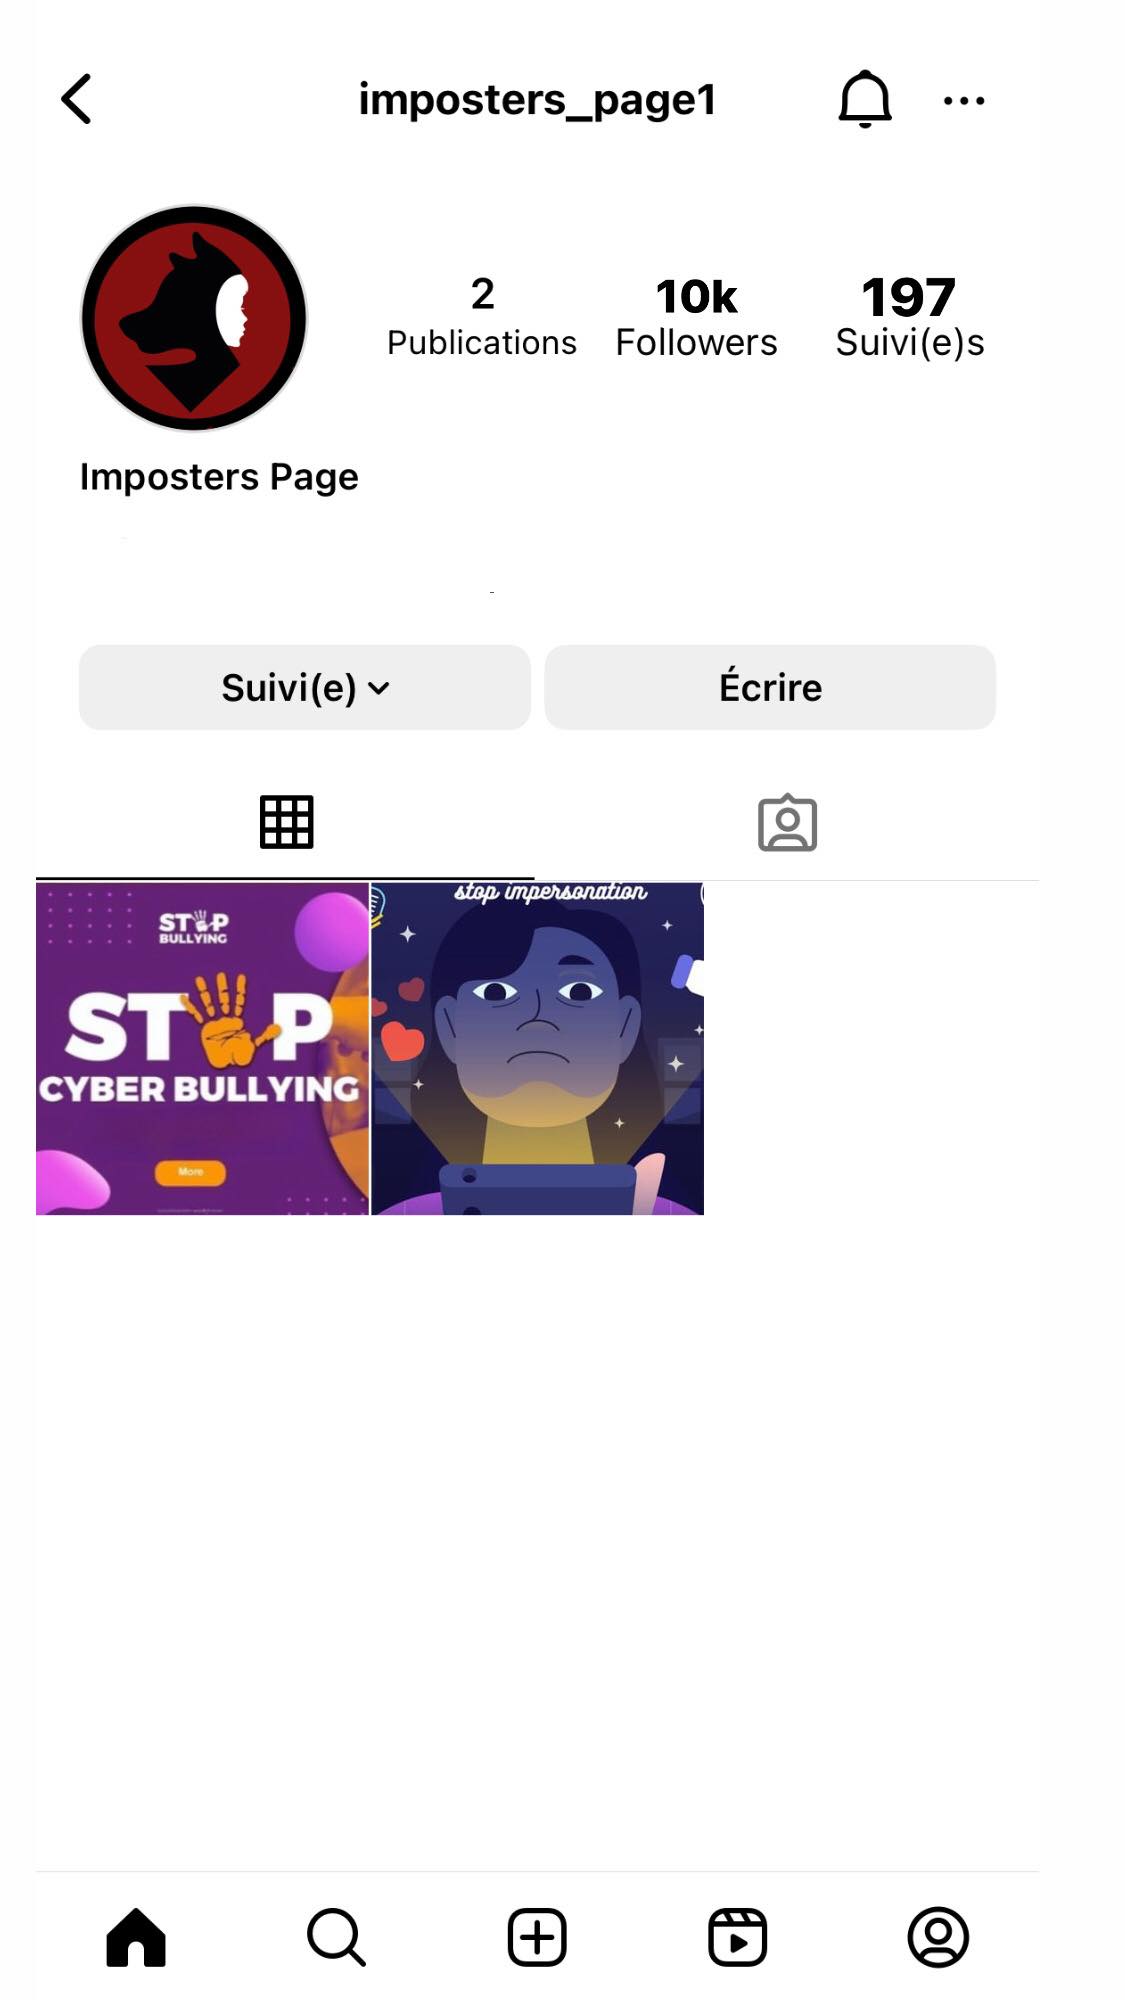 imposters_page1
2
Publications
10k
Followers
197
Suivi(e)s
Imposters Page
Suivi(e)
Écrire
STOP
BULLYING
STOP
CYBER BULLYING
More
stop impersonation